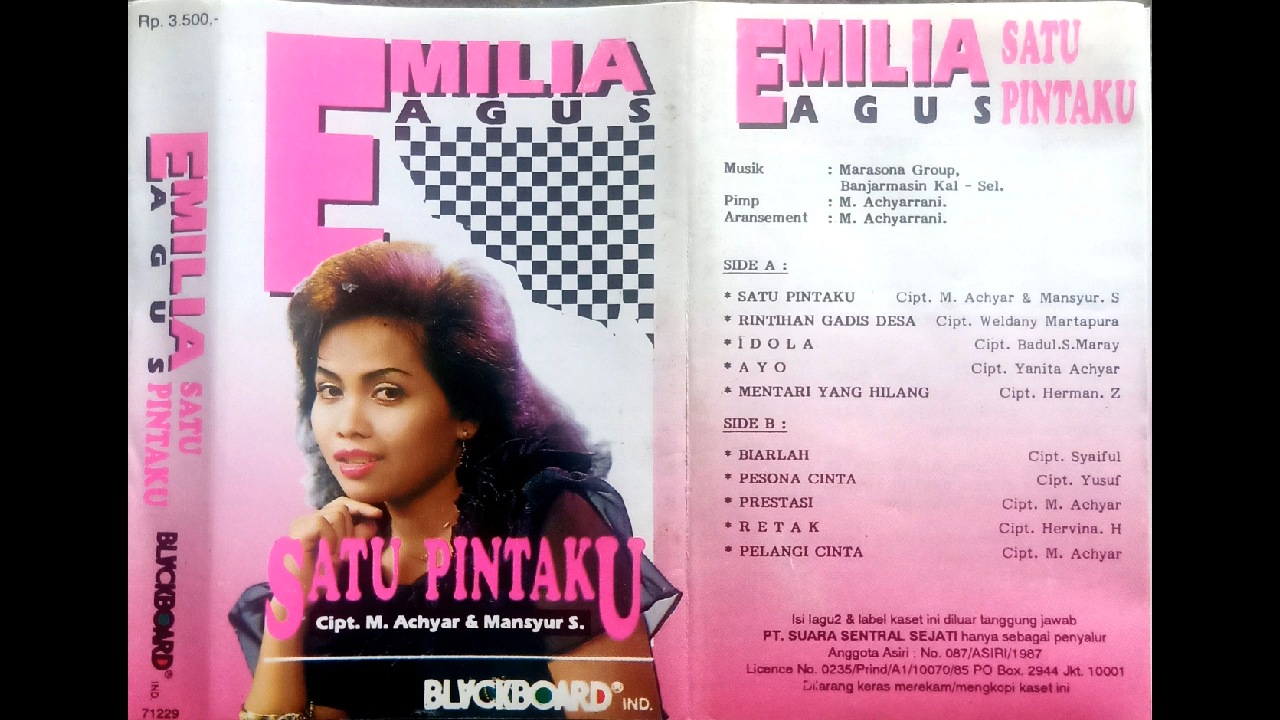 Rp. 3.500,-
EMILIA
AGUS
SATU
PINTAKU
BLACKBOARD®
IND.
71229
EMILIA
AGUS
SATU PINTAKU
Cipt. M. Achyar & Mansyur S.
BLACKBOARD®
IND.
EMILIA
AGUS
SATU
PINTAKU
Musik : Marasona Group,
Banjarmasin Kal - Sel.
Pimp : M. Achyarrani.
Aransement : M. Achyarrani.
SIDE A :
* SATU PINTAKU Cipt. M. Achyar & Mansyur. S
* RINTIHAN GADIS DESA Cipt. Weldany Martapura
* I D O L A Cipt. Badul.S.Maray
* A Y O Cipt. Yanita Achyar
* MENTARI YANG HILANG Cipt. Herman. Z
SIDE B :
* BIARLAH Cipt. Syaiful
* PESONA CINTA Cipt. Yusuf
* PRESTASI Cipt. M. Achyar
* R E T A K Cipt. Hervina. H
* PELANGI CINTA Cipt. M. Achyar
Isi lagu2 & label kaset ini diluar tanggung jawab
PT. SUARA SENTRAL SEJATI hanya sebagai penyalur
Anggota Asiri : No. 087/ASIRI/1987
Licence No. 0235/Prind/A1/10070/85 PO Box. 2944 Jkt. 10001
Dilarang keras merekam/mengkopi kaset ini